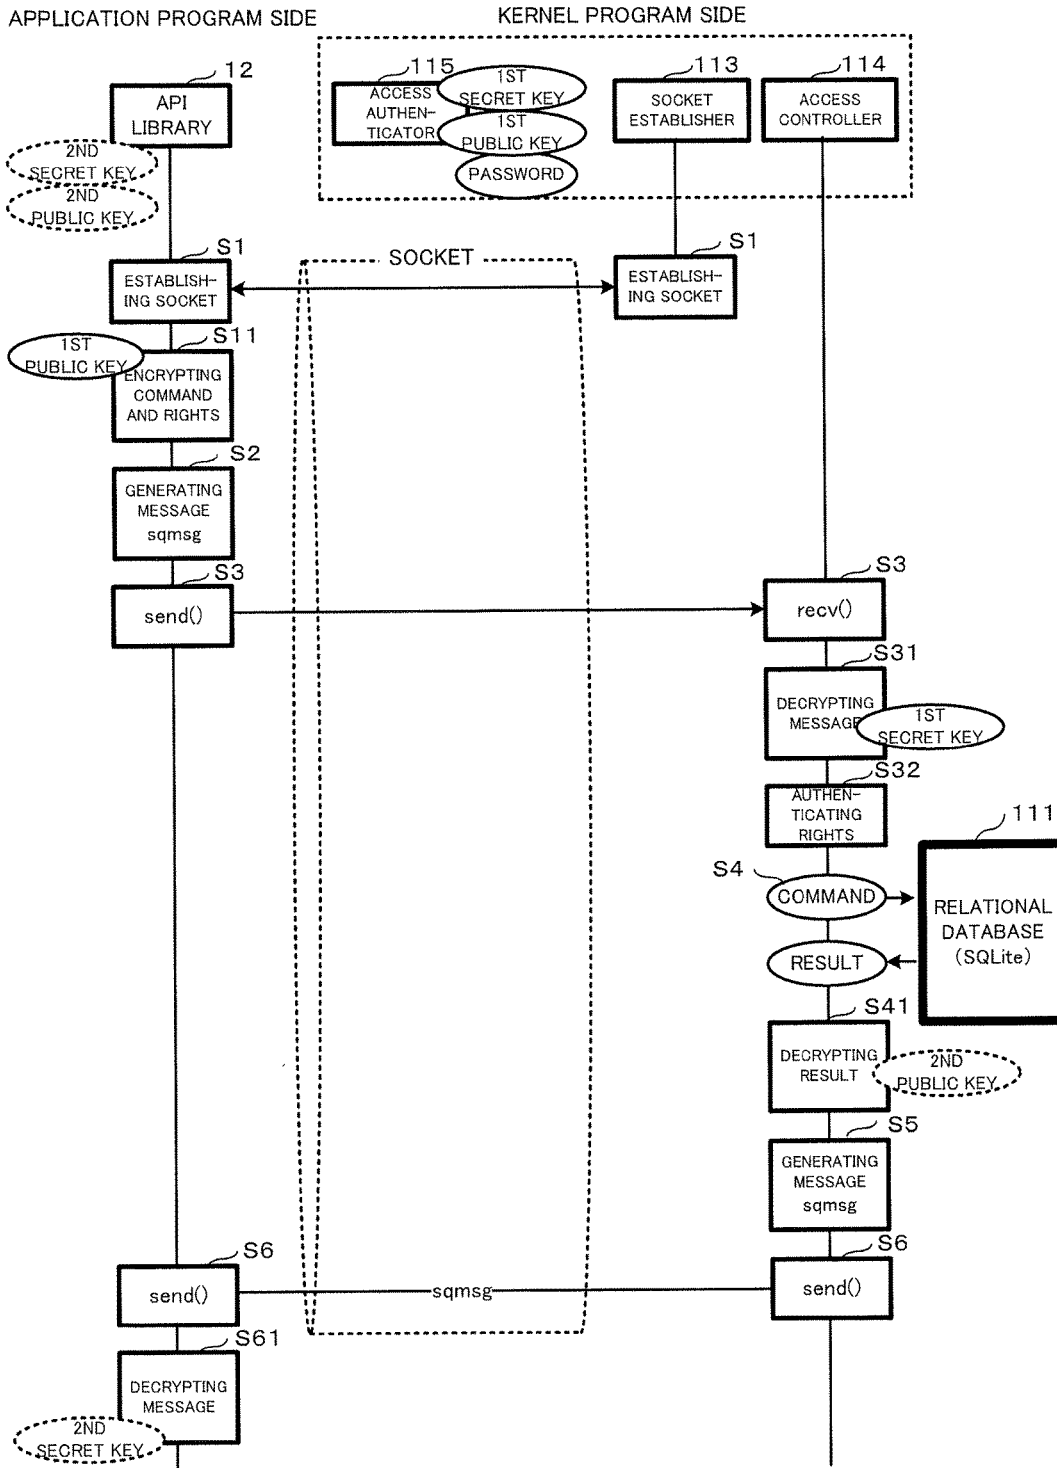 APPLICATION PROGRAM SIDE
KERNEL PROGRAM SIDE
12
API
LIBRARY
2ND
SECRET KEY
2ND
PUBLIC KEY
115
ACCESS
AUTHEN-
TICATOR
1ST
SECRET KEY
1ST
PUBLIC KEY
PASSWORD
113
SOCKET
ESTABLISHER
114
ACCESS
CONTROLLER
S1
ESTABLISH-
ING SOCKET
SOCKET
S1
ESTABLISH-
ING SOCKET
S11
1ST
PUBLIC KEY
ENCRYPTING
COMMAND
AND RIGHTS
S2
GENERATING
MESSAGE
sqmsg
S3
send()
S3
recv()
S31
DECRYPTING
MESSAGE
1ST
SECRET KEY
S32
AUTHEN-
TICATING
RIGHTS
S4
COMMAND
RESULT
111
RELATIONAL
DATABASE
(SQLite)
S41
DECRYPTING
RESULT
2ND
PUBLIC KEY
S5
GENERATING
MESSAGE
sqmsg
S6
send()
sqmsg
S6
send()
S61
DECRYPTING
MESSAGE
2ND
SECRET KEY